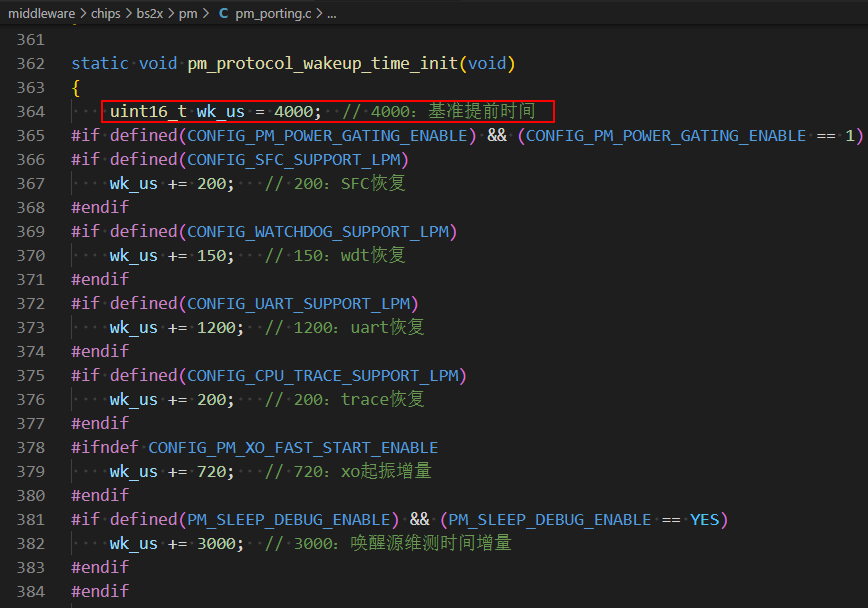 middleware > chips > bs2x > pm > C pm_porting.c > ...
361
362 static void pm_protocol_wakeup_time_init(void)
363 {
364     uint16_t wk_us = 4000;  // 4000：基准提前时间
365 #if defined(CONFIG_PM_POWER_GATING_ENABLE) && (CONFIG_PM_POWER_GATING_ENABLE == 1)
366 #if defined(CONFIG_SFC_SUPPORT_LPM)
367     wk_us += 200;   // 200：SFC恢复
368 #endif
369 #if defined(CONFIG_WATCHDOG_SUPPORT_LPM)
370     wk_us += 150;   // 150：wdt恢复
371 #endif
372 #if defined(CONFIG_UART_SUPPORT_LPM)
373     wk_us += 1200;  // 1200：uart恢复
374 #endif
375 #if defined(CONFIG_CPU_TRACE_SUPPORT_LPM)
376     wk_us += 200;   // 200：trace恢复
377 #endif
378 #ifndef CONFIG_PM_XO_FAST_START_ENABLE
379     wk_us += 720;   // 720：xo起振增量
380 #endif
381 #if defined(PM_SLEEP_DEBUG_ENABLE) && (PM_SLEEP_DEBUG_ENABLE == YES)
382     wk_us += 3000;  // 3000：唤醒源维测时间增量
383 #endif
384 #endif